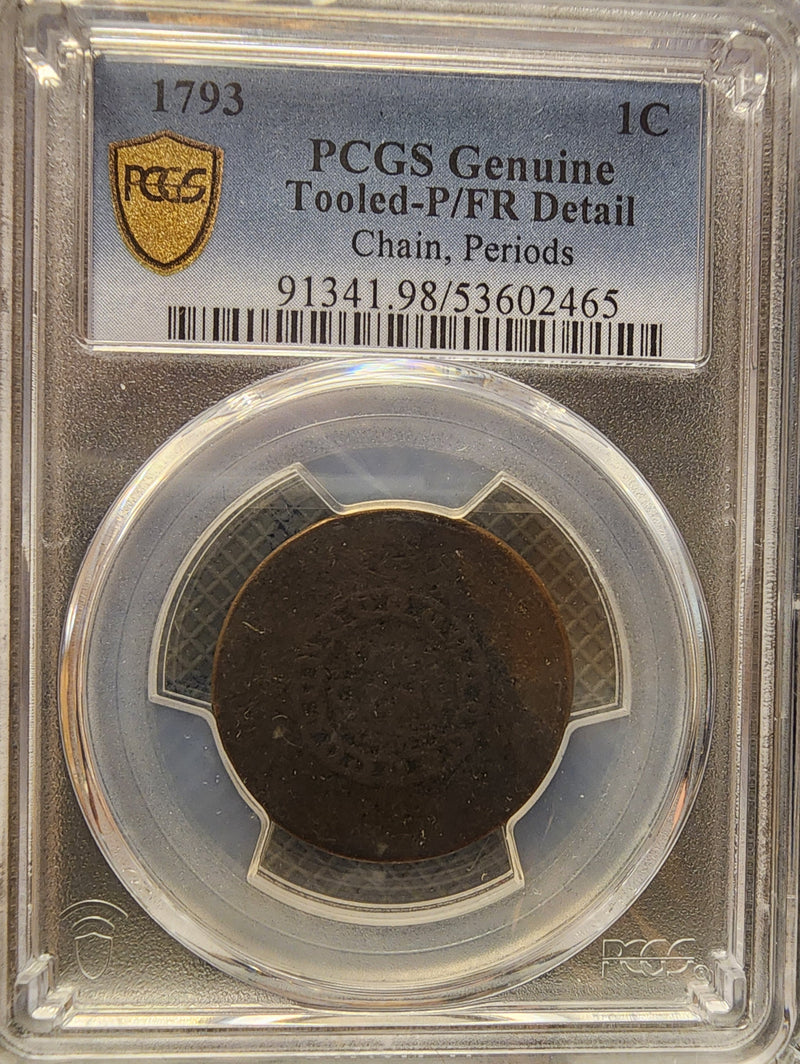 1793
1C
PCGS
PCGS Genuine
Tooled-P/FR Detail
Chain, Periods
91341.98/53602465
PCGS